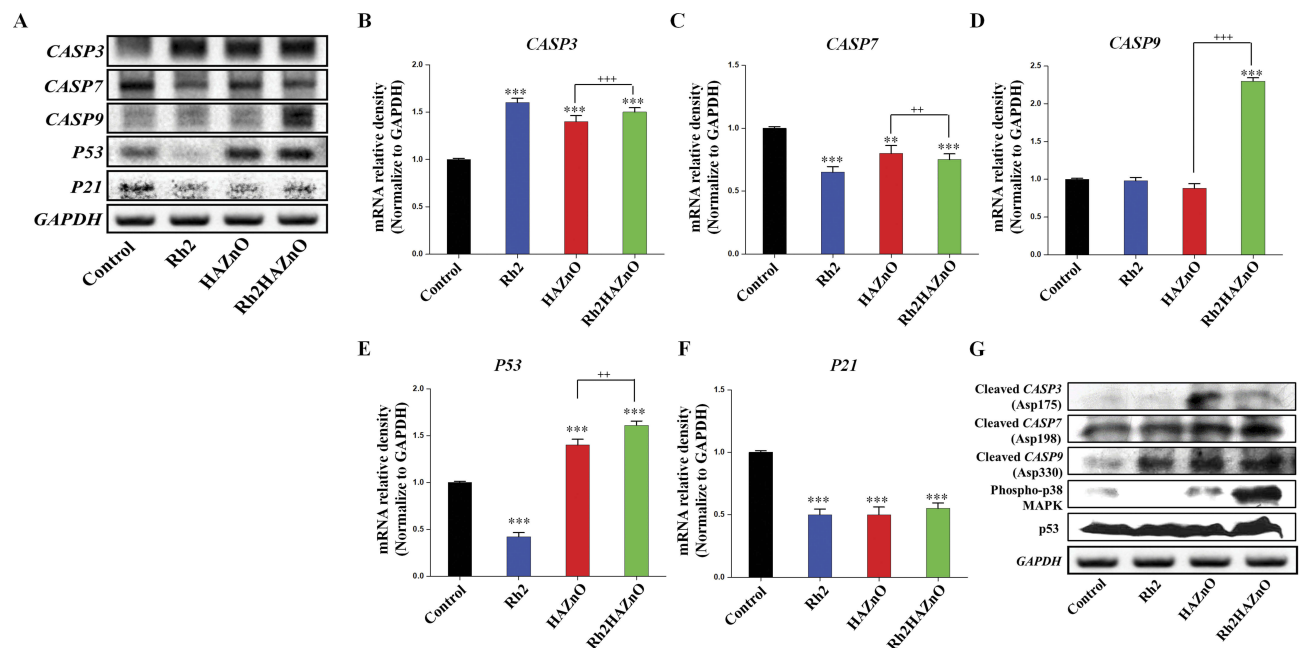 A
CASP3
CASP7
CASP9
P53
P21
GAPDH
Control
Rh2
HAZnO
Rh2HAZnO
B
CASP3
mRNA relative density
(Normalize to GAPDH)
2.0
1.5
1.0
0.5
0.0
***
***
***
+++
Control
Rh2
HAZnO
Rh2HAZnO
C
CASP7
mRNA relative density
(Normalize to GAPDH)
1.5
1.0
0.5
0.0
***
**
***
++
Control
Rh2
HAZnO
Rh2HAZnO
D
CASP9
mRNA relative density
(Normalize to GAPDH)
2.5
2.0
1.5
1.0
0.5
0.0
+++
***
Control
Rh2
HAZnO
Rh2HAZnO
E
P53
mRNA relative density
(Normalize to GAPDH)
2.0
1.5
1.0
0.5
0.0
***
***
***
++
Control
Rh2
HAZnO
Rh2HAZnO
F
P21
mRNA relative density
(Normalize to GAPDH)
1.5
1.0
0.5
0.0
***
***
***
Control
Rh2
HAZnO
Rh2HAZnO
G
Cleaved CASP3
(Asp175)
Cleaved CASP7
(Asp198)
Cleaved CASP9
(Asp330)
Phospho-p38
MAPK
p53
GAPDH
Control
Rh2
HAZnO
Rh2HAZnO